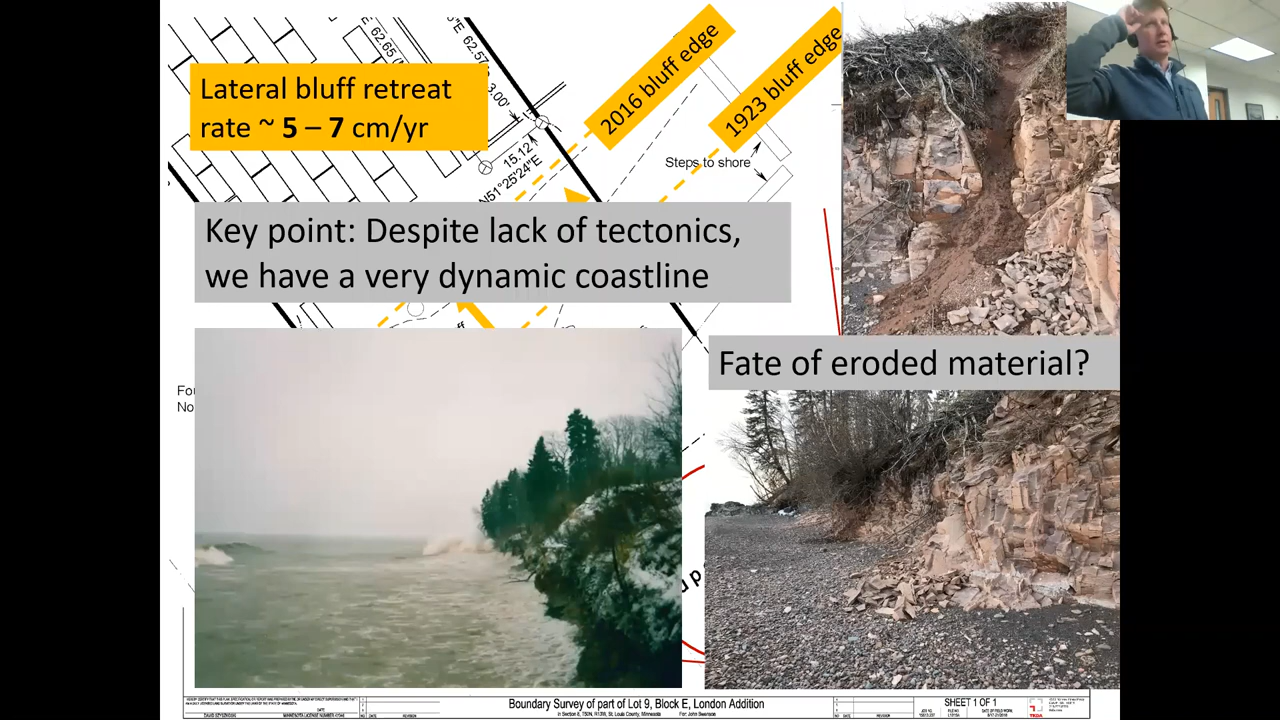 62.65
62.57'
3.00'
15.12'
N51°25'24"E
2016 bluff edge
1923 bluff edge
Lateral bluff retreat
rate ~ 5 – 7 cm/yr
Steps to shore
Key point: Despite lack of tectonics,
we have a very dynamic coastline
Fate of eroded material?
Boundary Survey of part of Lot 9, Block E, London Addition
SHEET 1 OF 1